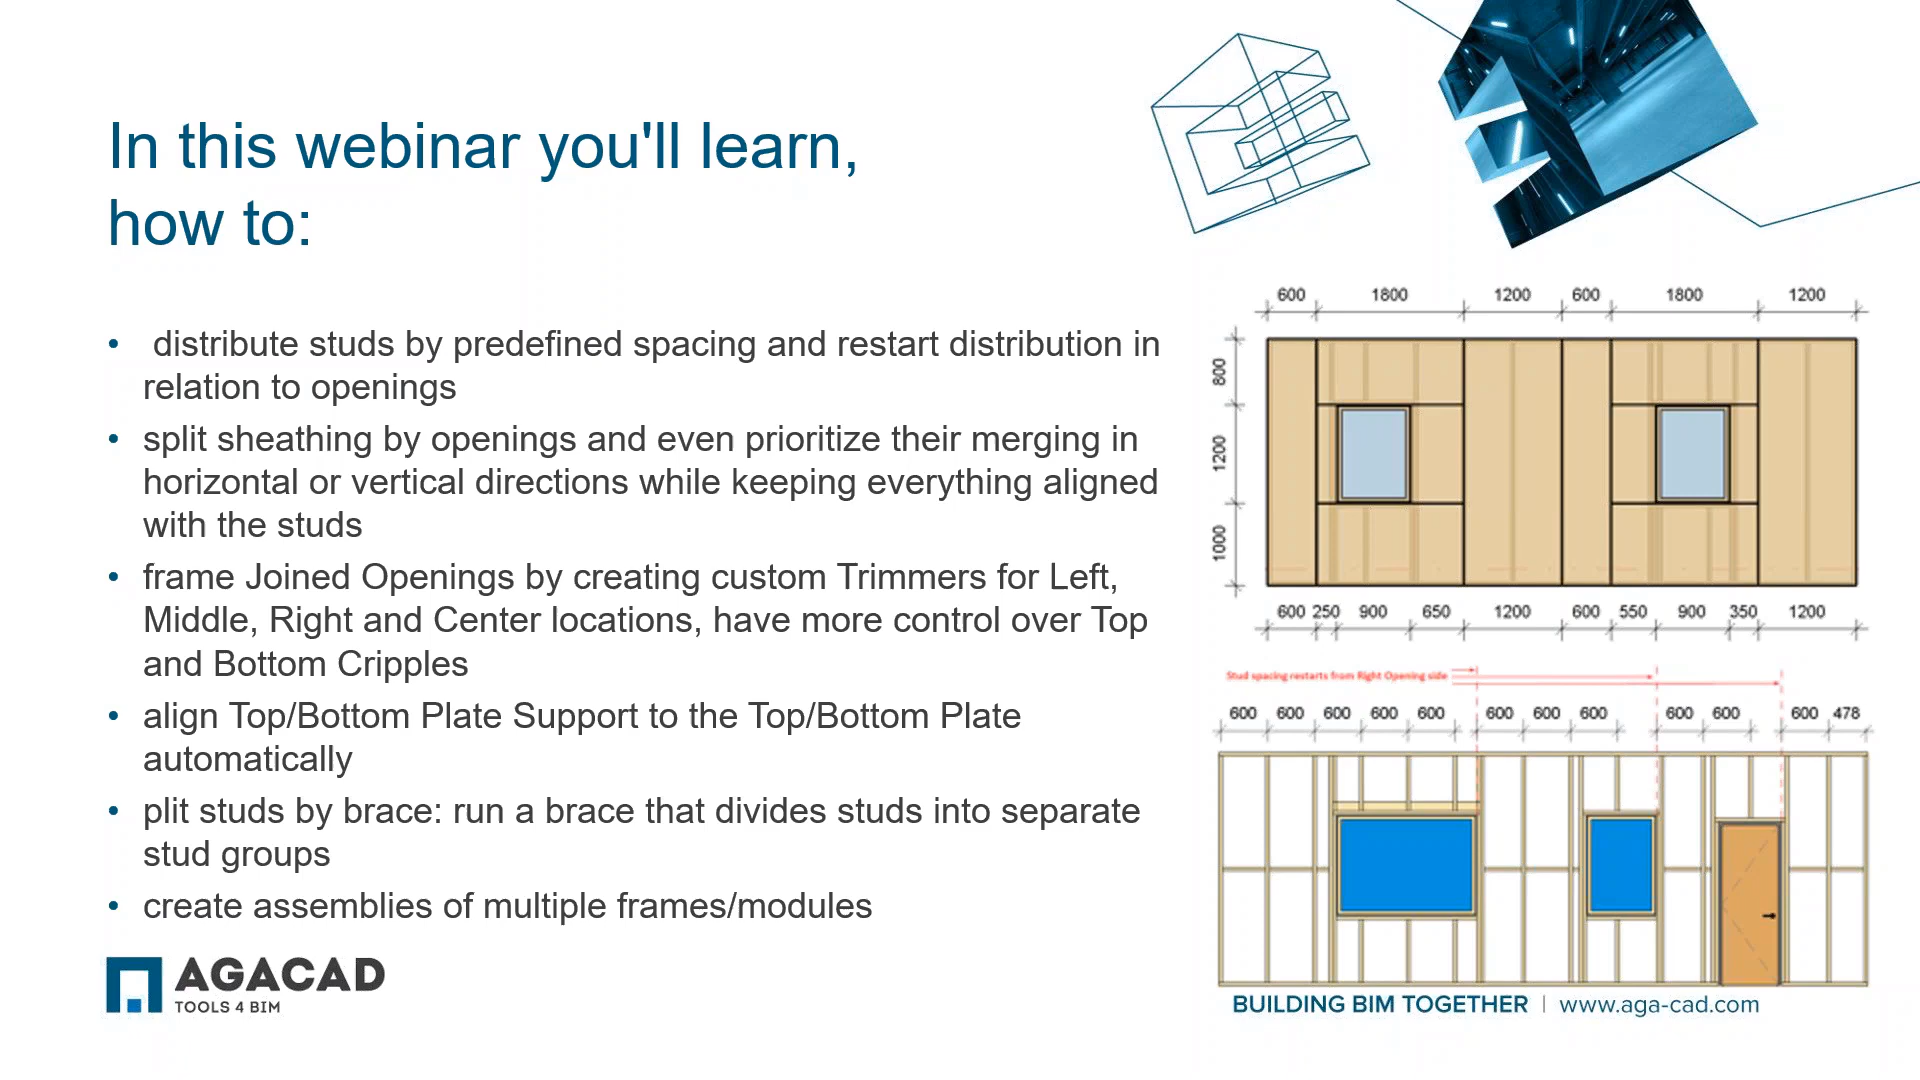 In this webinar you'll learn,
how to:
• distribute studs by predefined spacing and restart distribution in
relation to openings
• split sheathing by openings and even prioritize their merging in
horizontal or vertical directions while keeping everything aligned
with the studs
• frame Joined Openings by creating custom Trimmers for Left,
Middle, Right and Center locations, have more control over Top
and Bottom Cripples
• align Top/Bottom Plate Support to the Top/Bottom Plate
automatically
• plit studs by brace: run a brace that divides studs into separate
stud groups
• create assemblies of multiple frames/modules
AGACAD
TOOLS 4 BIM
600 1800 1200 600 1800 1200
800
1200
1000
600 250 900 650 1200 600 550 900 350 1200
Stud spacing restarts from Right Opening side
600 600 600 600 600 600 600 600 600 600 600 478
BUILDING BIM TOGETHER | www.aga-cad.com